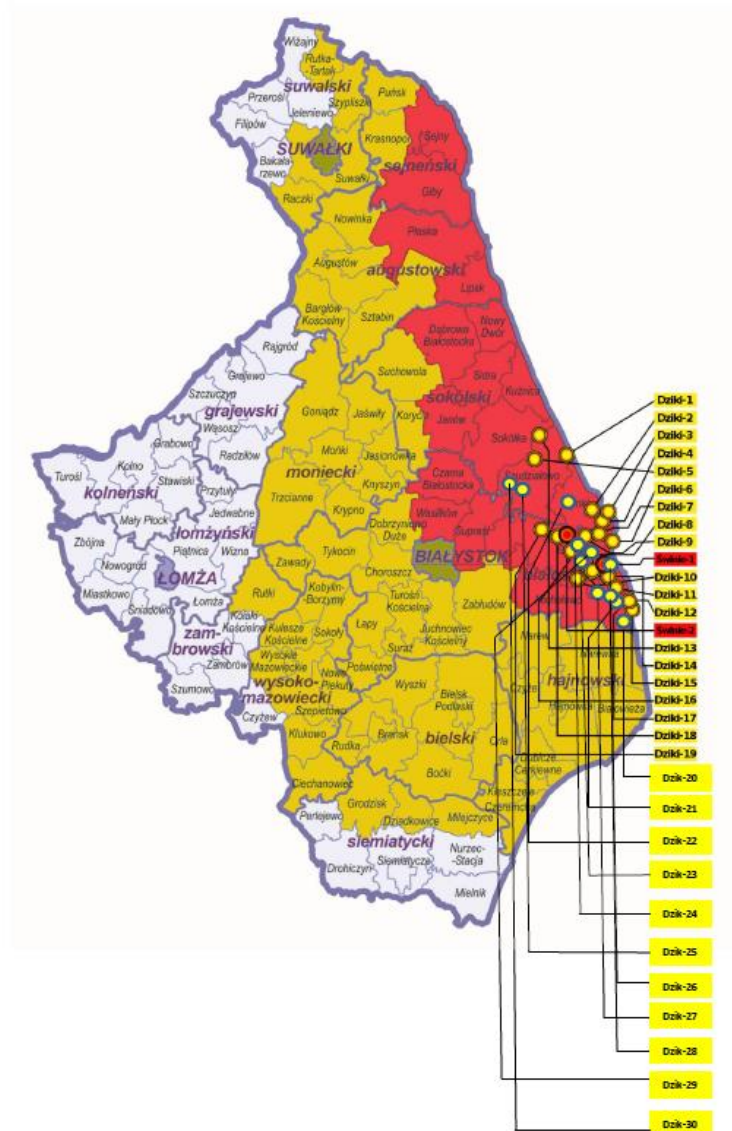 Wiżajny
Rutka-
Tartak
suwalski
Puńsk
Przerośl
Szypliszki
Jeleniewo
Filipów
Krasnopol
Sejny
SUWAŁKI
sejneński
Bakała-
rzewo
Suwałki
Giby
Raczki
Nowinka
Płaska
Augustów
augustowski
Lipsk
Bargłów
Kościelny
Sztabin
Nowy
Dwór
Dąbrowa
Białostocka
Rajgród
Suchowola
Sidra
Grajewo
Kuźnica
Szczuczyn
sokólski
grajewski
Goniądz
Jaświły
Korycin
Janów
Wąsosz
Sokółka
Grabowo
Mońki
Radziłów
Jasionówka
Kolno
moniecki
Czarna
Białostocka
Szudziałowo
Turośl
Stawiski
kolneński
Przytuły
Knyszyn
Trzcianne
Wasilków
Mały Płock
Jedwabne
Krypno
Dobrzyniewo
Duże
Supraśl
Zbójna
łomżyński
Piątnica
Wizna
Tykocin
BIAŁYSTOK
Nowogród
ŁOMŻA
Zawady
Choroszcz
Miastkowo
Śniadowo
Łomża
Rutki
Kobylin-
Borzymy
Turośń
Kościelna
Zabłudów
Kołaki
Kościelne
Kulesze
Kościelne
Sokoły
Łapy
Juchnowiec
Kościelny
Narew
zam-
browski
Suraż
Narewka
Zambrów
Wysokie
Mazowieckie
Poświętne
Nowe
Piekuty
Wyszki
Szumowo
wysoko-
mazowiecki
Bielsk
Podlaski
Czyże
hajnowski
Hajnówka
Białowieża
Szepietowo
Czyżew
Klukowo
Brańsk
bielski
Orla
Rudka
Dubicze
Cerkiewne
Boćki
Ciechanowiec
Kleszczele
Grodzisk
Czeremcha
Perlejewo
Dziadkowice
Milejczyce
siemiatycki
Nurzec-
-Stacja
Drohiczyn
Siemiatycze
Mielnik
Dziki-1
Dziki-2
Dziki-3
Dziki-4
Dziki-5
Dziki-6
Dziki-7
Dziki-8
Dziki-9
Świnie-1
Dziki-10
Dziki-11
Dziki-12
Świnie-2
Dziki-13
Dziki-14
Dziki-15
Dziki-16
Dziki-17
Dziki-18
Dziki-19
Dzik-20
Dzik-21
Dzik-22
Dzik-23
Dzik-24
Dzik-25
Dzik-26
Dzik-27
Dzik-28
Dzik-29
Dzik-30